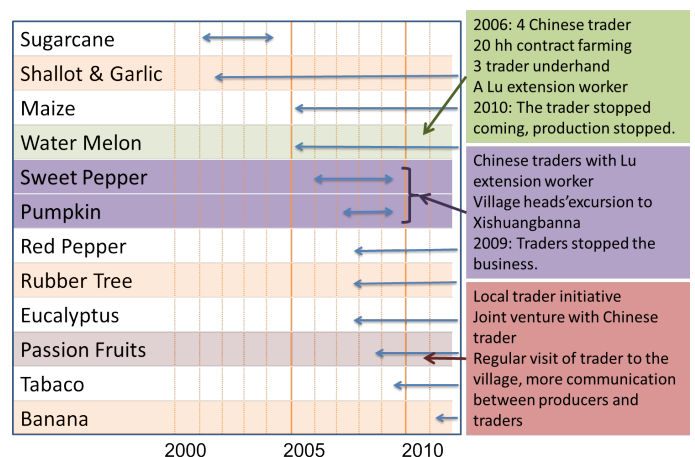 Sugarcane
Shallot & Garlic
Maize
Water Melon
Sweet Pepper
Pumpkin
Red Pepper
Rubber Tree
Eucalyptus
Passion Fruits
Tabaco
Banana
2000
2005
2010
2006: 4 Chinese trader
20 hh contract farming
3 trader underhand
A Lu extension worker
2010: The trader stopped
coming, production stopped.
Chinese traders with Lu
extension worker
Village heads’excursion to
Xishuangbanna
2009: Traders stopped the
business.
Local trader initiative
Joint venture with Chinese
trader
Regular visit of trader to the
village, more communication
between producers and
traders